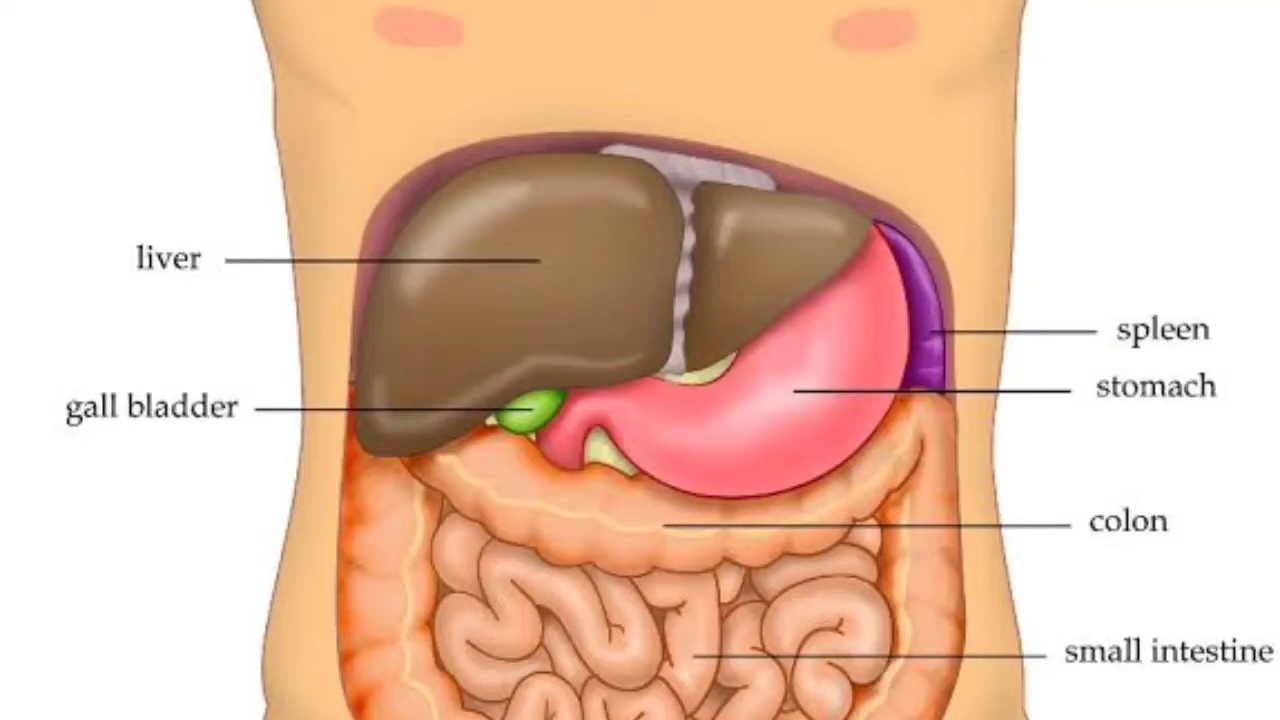 liver
spleen
stomach
gall bladder
colon
small intestine